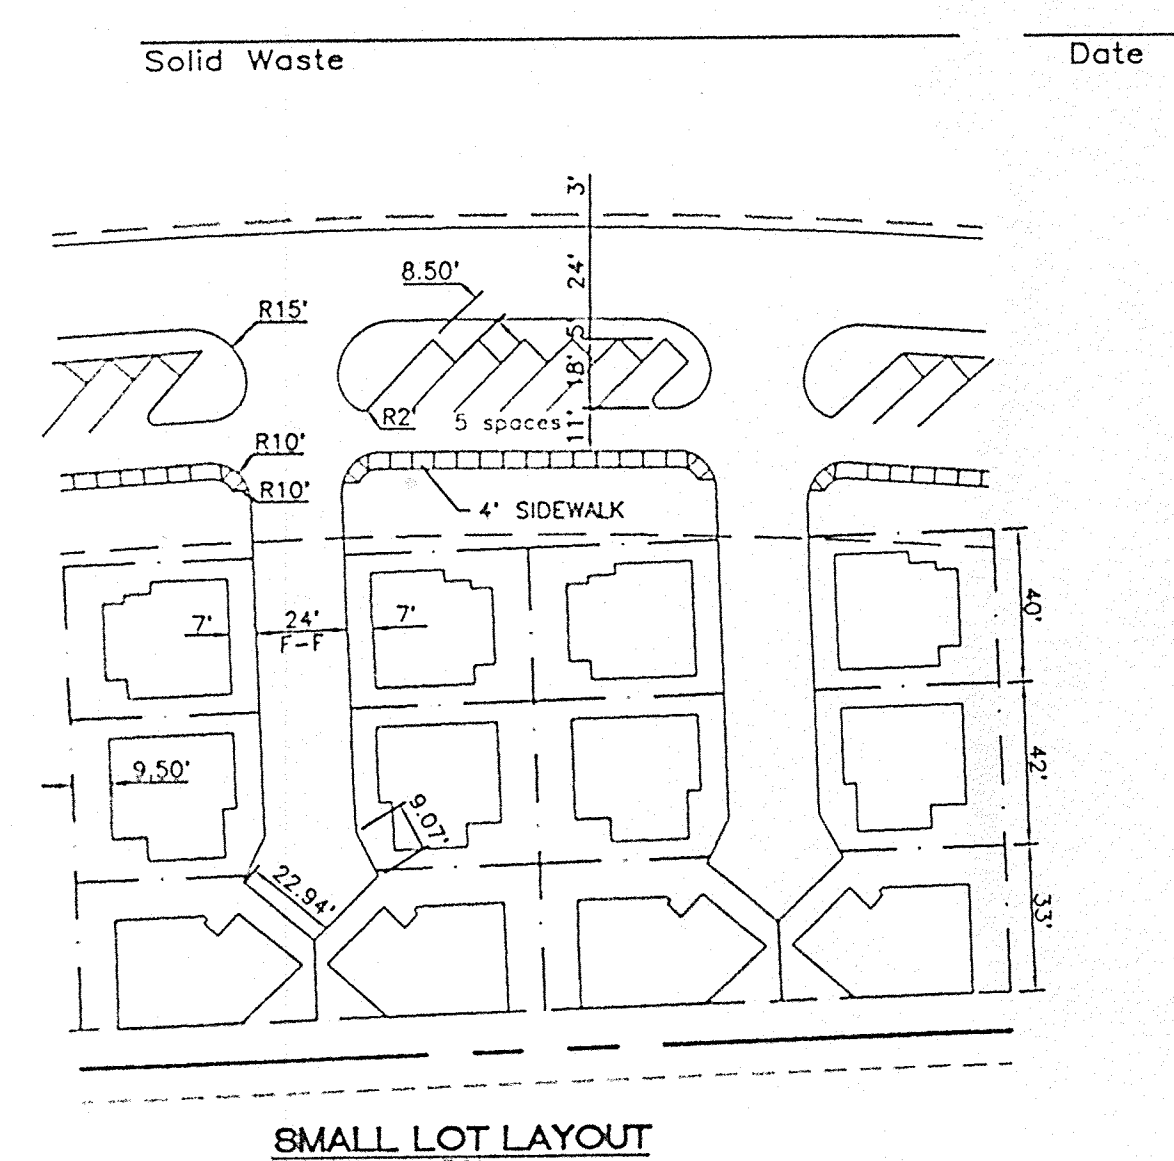 Solid Waste
Date
3'
8.50'
24'
R15'
5'
18'
R2'
5 spaces
11'
R10'
R10'
4' SIDEWALK
7'
24'
F-F
7'
40'
9.50'
42'
9.07'
22.94'
33'
SMALL LOT LAYOUT